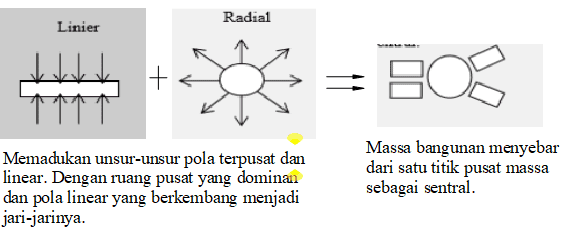 Linier
Radial
Memadukan unsur-unsur pola terpusat dan
linear. Dengan ruang pusat yang dominan
dan pola linear yang berkembang menjadi
jari-jarinya.
Massa bangunan menyebar
dari satu titik pusat massa
sebagai sentral.